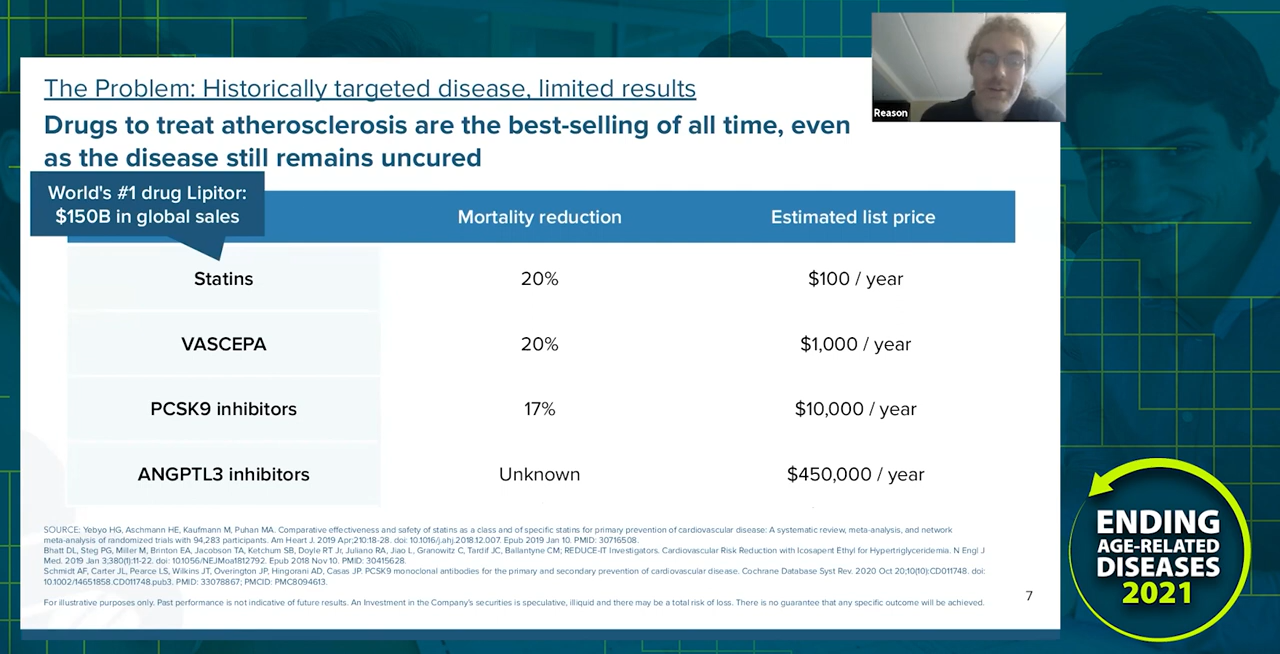 The Problem: Historically targeted disease, limited results
Drugs to treat atherosclerosis are the best-selling of all time, even
as the disease still remains uncured
Reason
World's #1 drug Lipitor:
$150B in global sales
Mortality reduction
Estimated list price
Statins
20%
$100 / year
VASCEPA
20%
$1,000 / year
PCSK9 inhibitors
17%
$10,000 / year
ANGPTL3 inhibitors
Unknown
$450,000 / year
SOURCE: Yebyo HG, Aschmann HE, Kaufmann M, Puhan MA. Comparative effectiveness and safety of statins as a class and of specific statins for primary prevention of cardiovascular disease: A systematic review, meta-analysis, and network
meta-analysis of randomized trials with 94,283 participants. Am Heart J. 2019 Apr;210:18-28. doi: 10.1016/j.ahj.2018.12.007. Epub 2019 Jan 10. PMID: 30716508.
Bhatt DL, Steg PG, Miller M, Brinton EA, Jacobson TA, Ketchum SB, Doyle RT Jr, Juliano RA, Jiao L, Granowitz C, Tardif JC, Ballantyne CM; REDUCE-IT Investigators. Cardiovascular Risk Reduction with Icosapent Ethyl for Hypertriglyceridemia. N Engl J
Med. 2019 Jan 3;380(1):11-22. doi: 10.1056/NEJMoa1812792. Epub 2018 Nov 10. PMID: 30415628.
Schmidt AF, Carter JL, Pearce LS, Wilkins JT, Overington JP, Hingorani AD, Casas JP. PCSK9 monoclonal antibodies for the primary and secondary prevention of cardiovascular disease. Cochrane Database Syst Rev. 2020 Oct 20;10(10):CD011748. doi:
10.1002/14651858.CD011748.pub3. PMID: 33078867; PMCID: PMC8094613.
For illustrative purposes only. Past performance is not indicative of future results. An Investment in the Company's securities is speculative, illiquid and there may be a total risk of loss. There is no guarantee that any specific outcome will be achieved.
7
ENDING
AGE-RELATED
DISEASES
2021